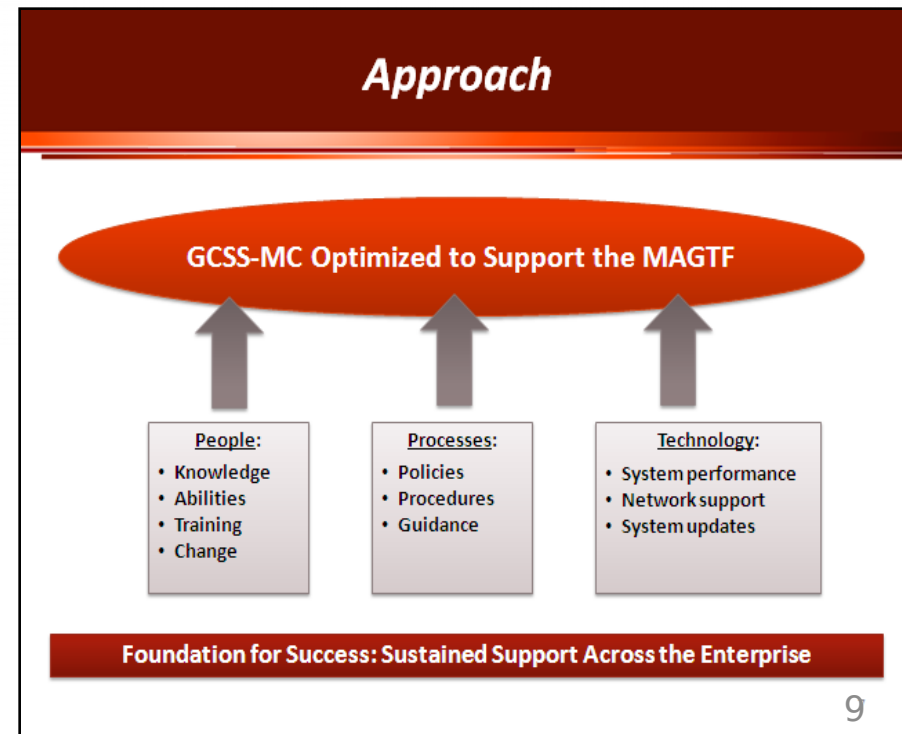 Approach
GCSS-MC Optimized to Support the MAGTF
People:
• Knowledge
• Abilities
• Training
• Change
Processes:
• Policies
• Procedures
• Guidance
Technology:
• System performance
• Network support
• System updates
Foundation for Success: Sustained Support Across the Enterprise
9